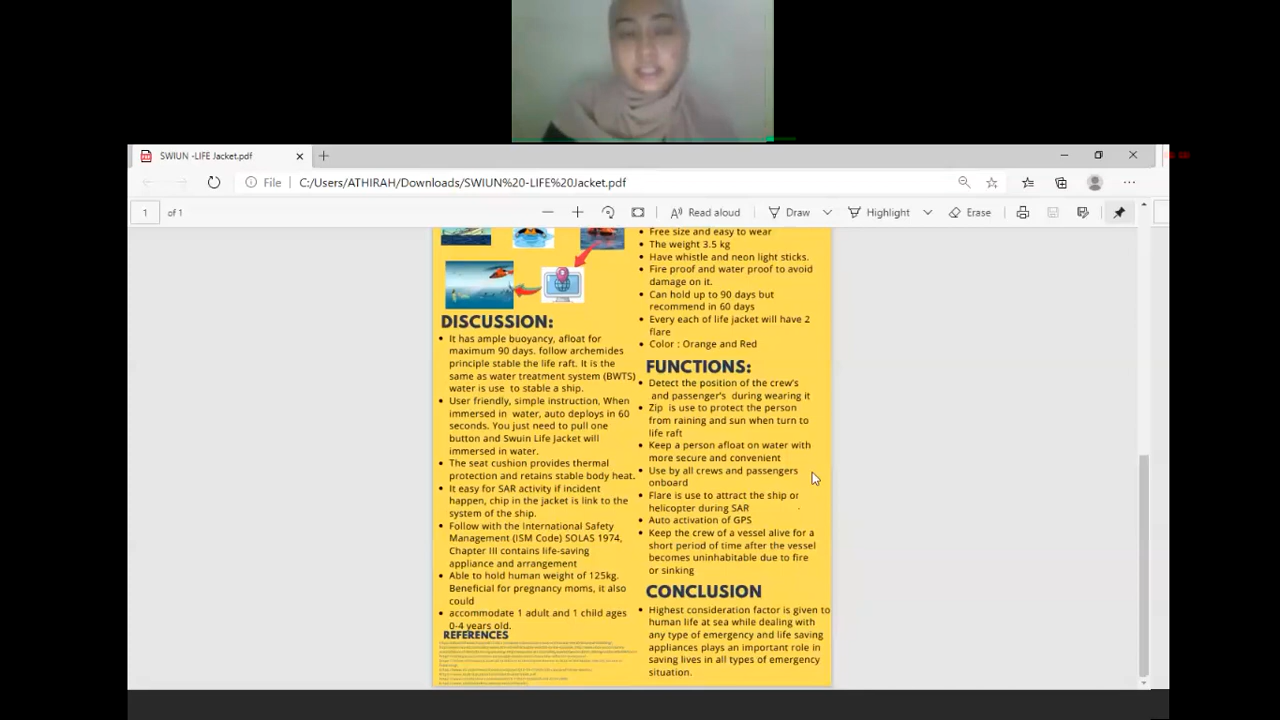 SWIUN -LIFE Jacket.pdf
File
C:/Users/ATHIRAH/Downloads/SWIUN%20-LIFE%20Jacket.pdf
1
of 1
Read aloud
Draw
Highlight
Erase
DISCUSSION:
It has ample buoyancy, afloat for
maximum 90 days. follow archemides
principle stable the life raft. It is the
same as water treatment system (BWTS)
water is use to stable a ship.
User friendly, simple instruction, When
immersed in water, auto deploys in 60
seconds. You just need to pull one
button and Swuin Life Jacket will
immersed in water.
The seat cushion provides thermal
protection and retains stable body heat.
It easy for SAR activity if incident
happen, chip in the jacket is link to the
system of the ship.
Follow with the International Safety
Management (ISM Code) SOLAS 1974,
Chapter III contains life-saving
appliance and arrangement
Able to hold human weight of 125kg.
Beneficial for pregnancy moms, it also
could
accommodate 1 adult and 1 child ages
0-4 years old.
REFERENCES
Free size and easy to wear
The weight 3.5 kg
Have whistle and neon light sticks.
Fire proof and water proof to avoid
damage on it.
Can hold up to 90 days but
recommend in 60 days
Every each of life jacket will have 2
flare
Color : Orange and Red
FUNCTIONS:
Detect the position of the crew's
and passenger's during wearing it
Zip is use to protect the person
from raining and sun when turn to
life raft
Keep a person afloat on water with
more secure and convenient
Use by all crews and passengers
onboard
Flare is use to attract the ship or
helicopter during SAR
Auto activation of GPS
Keep the crew of a vessel alive for a
short period of time after the vessel
becomes uninhabitable due to fire
or sinking
CONCLUSION
Highest consideration factor is given to
human life at sea while dealing with
any type of emergency and life saving
appliances plays an important role in
saving lives in all types of emergency
situation.